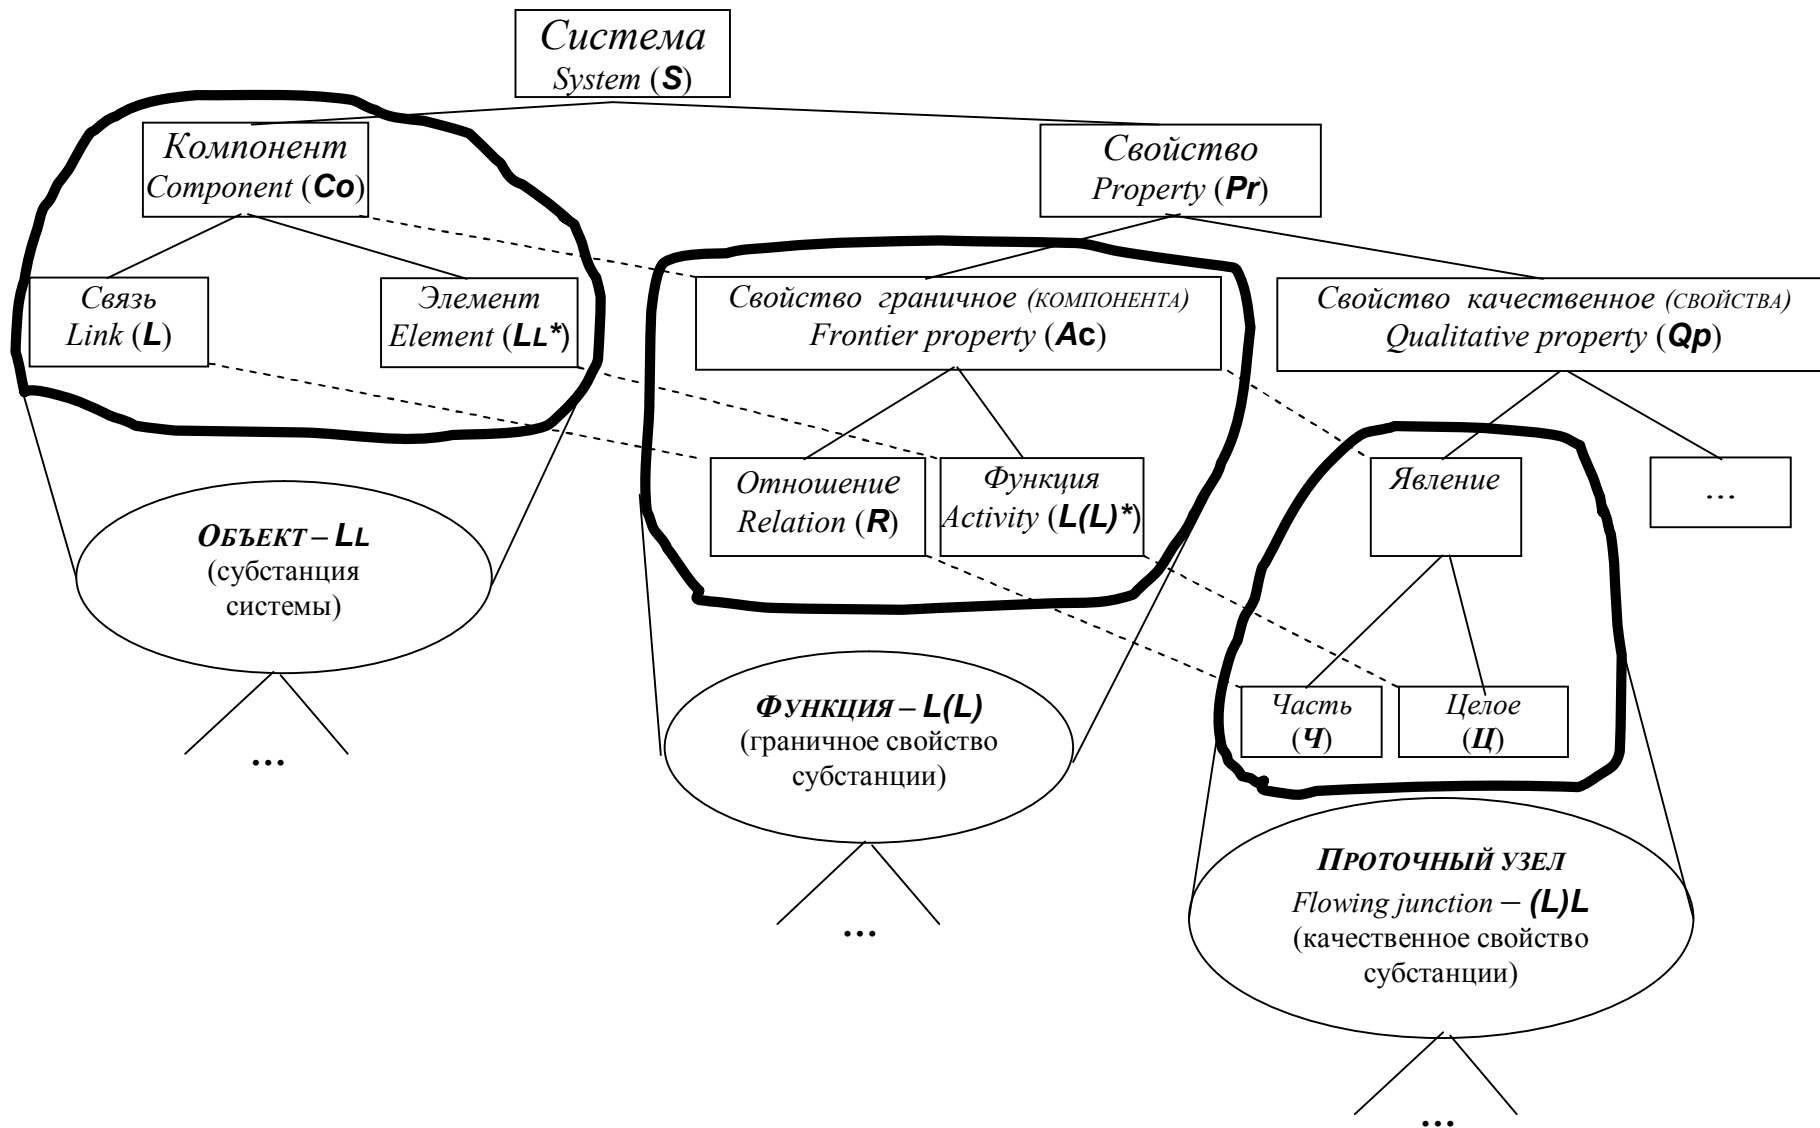 Система
System (S)
Компонент
Component (Co)
Свойство
Property (Pr)
Связь
Link (L)
Элемент
Element (LL*)
Свойство граничное (КОМПОНЕНТА)
Frontier property (Ac)
Свойство качественное (СВОЙСТВА)
Qualitative property (Qp)
Отношение
Relation (R)
Функция
Activity (L(L)*)
Явление
...
ОБЪЕКТ – LL
(субстанция
системы)
...
ФУНКЦИЯ – L(L)
(граничное свойство
субстанции)
...
Часть
(Ч)
Целое
(Ц)
ПРОТОЧНЫЙ УЗЕЛ
Flowing junction – (L)L
(качественное свойство
субстанции)
...